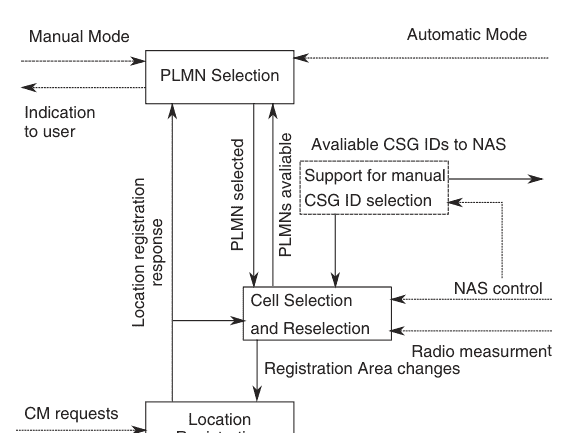 Manual Mode
Automatic Mode
PLMN Selection
Indication
to user
Avaliable CSG IDs to NAS
PLMN selected
PLMNs avaliable
Support for manual
CSG ID selection
Location registration
response
NAS control
Cell Selection
and Reselection
Radio measurment
Registration Area changes
CM requests
Location